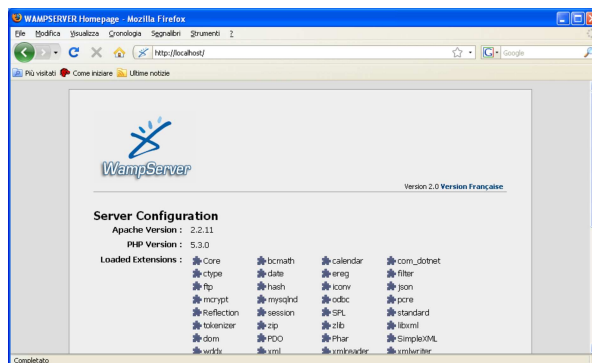 WAMPSERVER Homepage - Mozilla Firefox
File Modifica Visualizza Cronologia Segnalibri Strumenti ?
http://localhost/ Google
Più visitati Come iniziare Ultime notizie
WampServer
Version 2.0 Version Française
Server Configuration
Apache Version : 2.2.11
PHP Version : 5.3.0
Loaded Extensions : Core bcmath calendar com_dotnet
ctype date ereg filter
ftp hash iconv json
mcrypt mysqlnd odbc pcre
Reflection session SPL standard
tokenizer zip zlib libxml
dom PDO Phar SimpleXML
wddx xml xmlreader xmlwriter
Completato